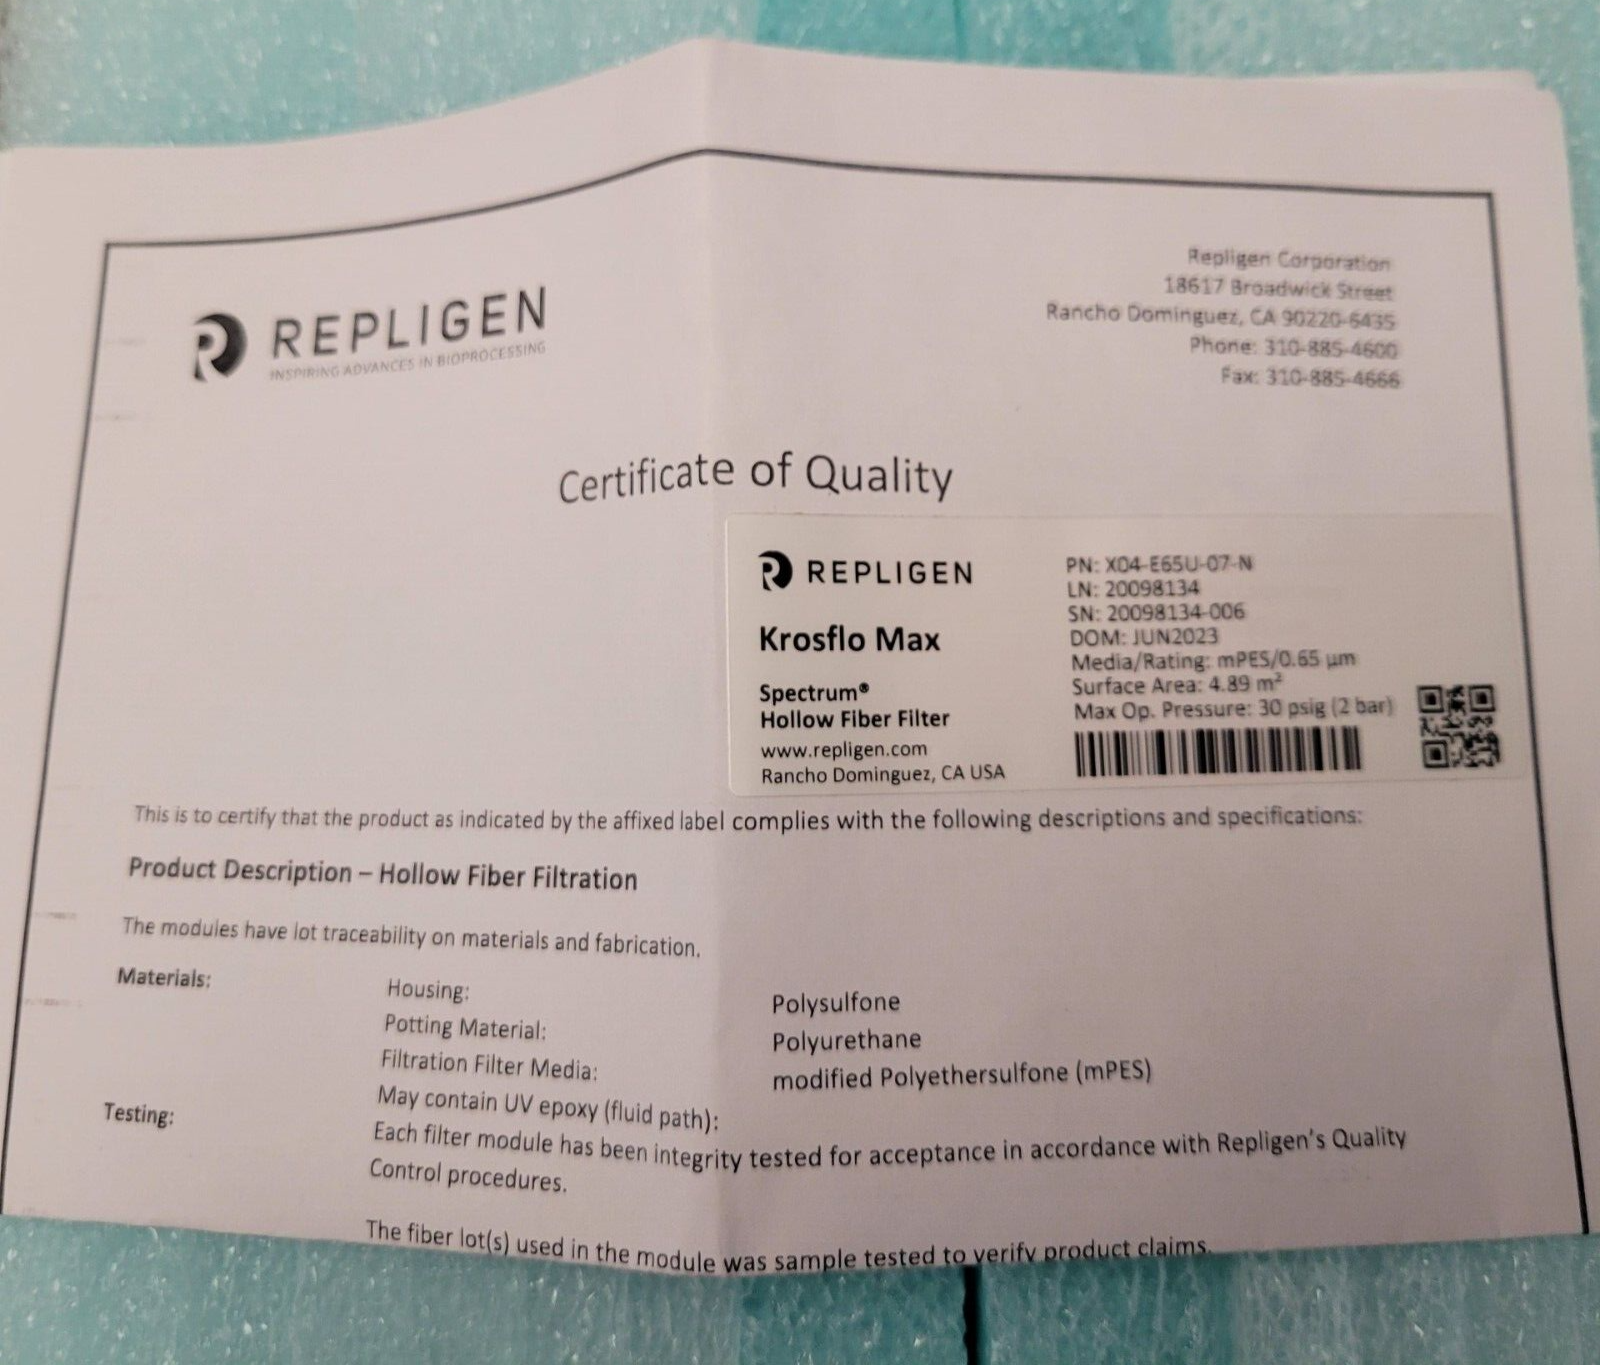 REPLIGEN
INSPIRING ADVANCES IN BIOPROCESSING
Repligen Corporation
18617 Broadwick Street
Rancho Dominguez, CA 90220-6435
Phone: 310-885-4600
Fax: 310-885-4666
Certificate of Quality
REPLIGEN
Krosflo Max
Spectrum®
Hollow Fiber Filter
www.repligen.com
Rancho Dominguez, CA USA
PN: X04-E65U-07-N
LN: 20098134
SN: 20098134-006
DOM: JUN2023
Media/Rating: mPES/0.65 µm
Surface Area: 4.89 m²
Max Op. Pressure: 30 psig (2 bar)
This is to certify that the product as indicated by the affixed label complies with the following descriptions and specifications:
Product Description – Hollow Fiber Filtration
The modules have lot traceability on materials and fabrication.
Materials:
Housing: Polysulfone
Potting Material: Polyurethane
Filtration Filter Media: modified Polyethersulfone (mPES)
May contain UV epoxy (fluid path):
Testing:
Each filter module has been integrity tested for acceptance in accordance with Repligen's Quality
Control procedures.
The fiber lot(s) used in the module was sample tested to verify product claims.